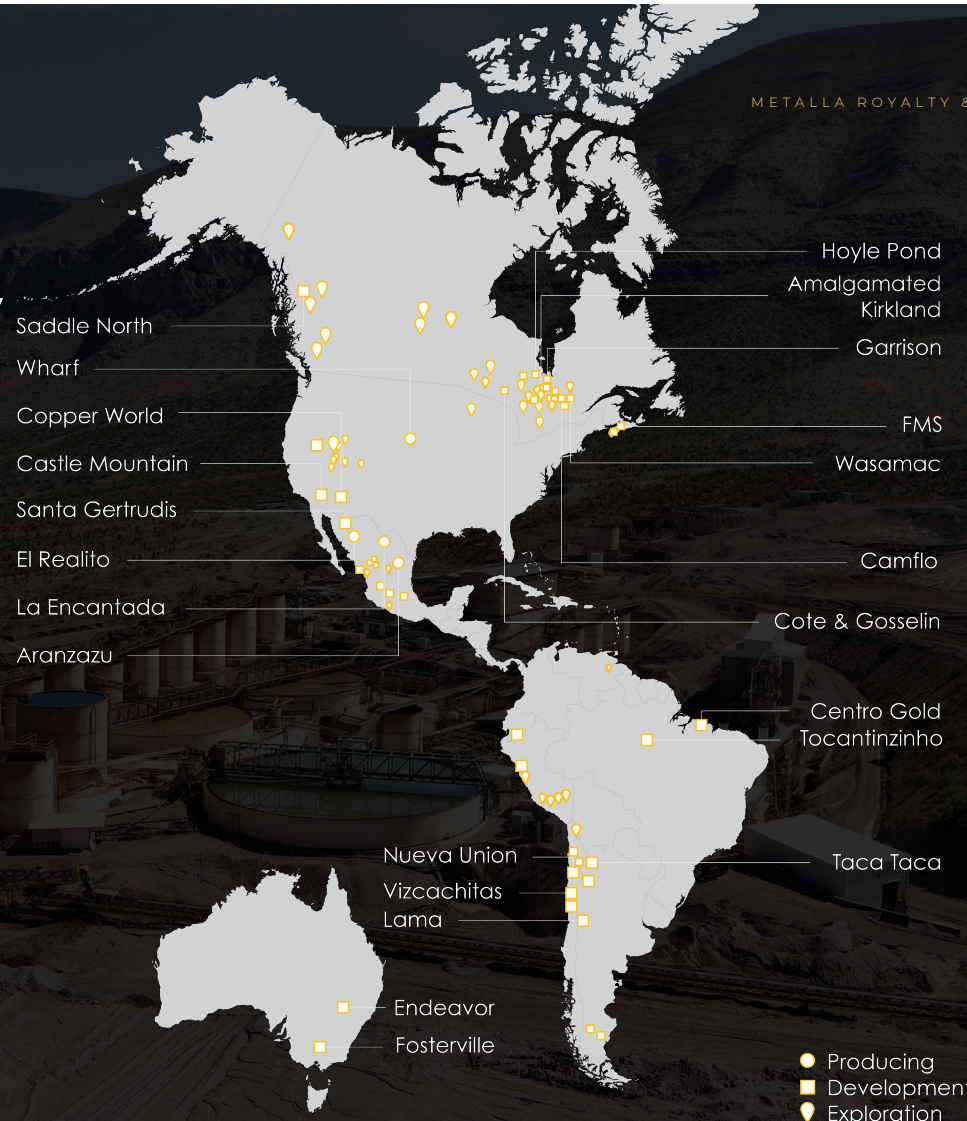 METALLA ROYALTY &
Hoyle Pond
Amalgamated
Kirkland
Saddle North
Garrison
Wharf
Copper World
FMS
Castle Mountain
Wasamac
Santa Gertrudis
El Realito
Camflo
La Encantada
Cote & Gosselin
Aranzazu
Centro Gold
Tocantinzinho
Nueva Union
Taca Taca
Vizcachitas
Lama
Endeavor
Fosterville
Producing
Development
Exploration